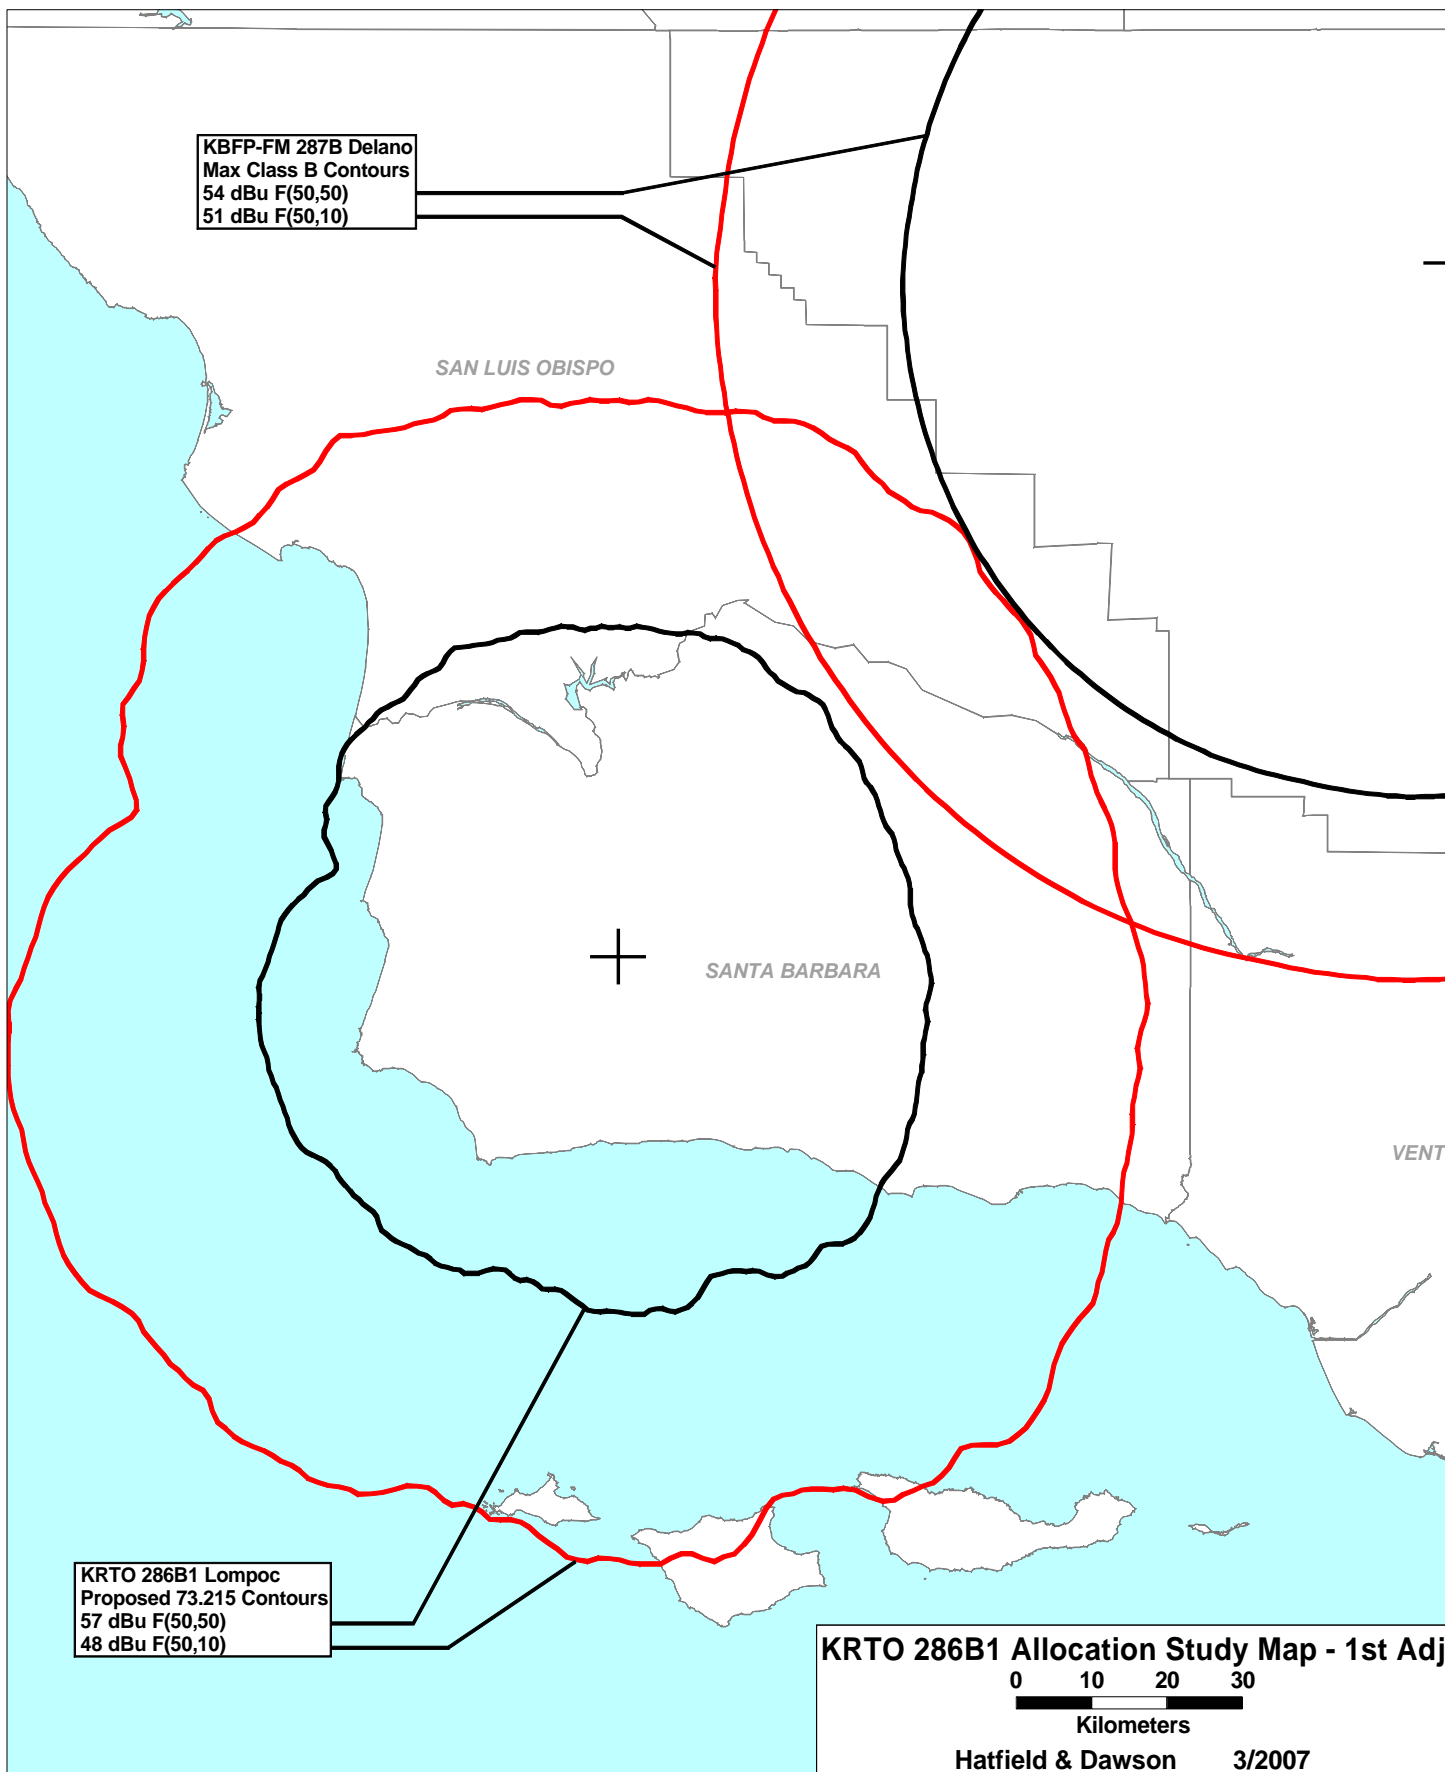 KBFP-FM 287B Delano
Max Class B Contours
54 dBu F(50,50)
51 dBu F(50,10)
SAN LUIS OBISPO
SANTA BARBARA
VENT
KRTO 286B1 Lompoc
Proposed 73.215 Contours
57 dBu F(50,50)
48 dBu F(50,10)
KRTO 286B1 Allocation Study Map - 1st Adj
0 10 20 30
Kilometers
Hatfield & Dawson 3/2007